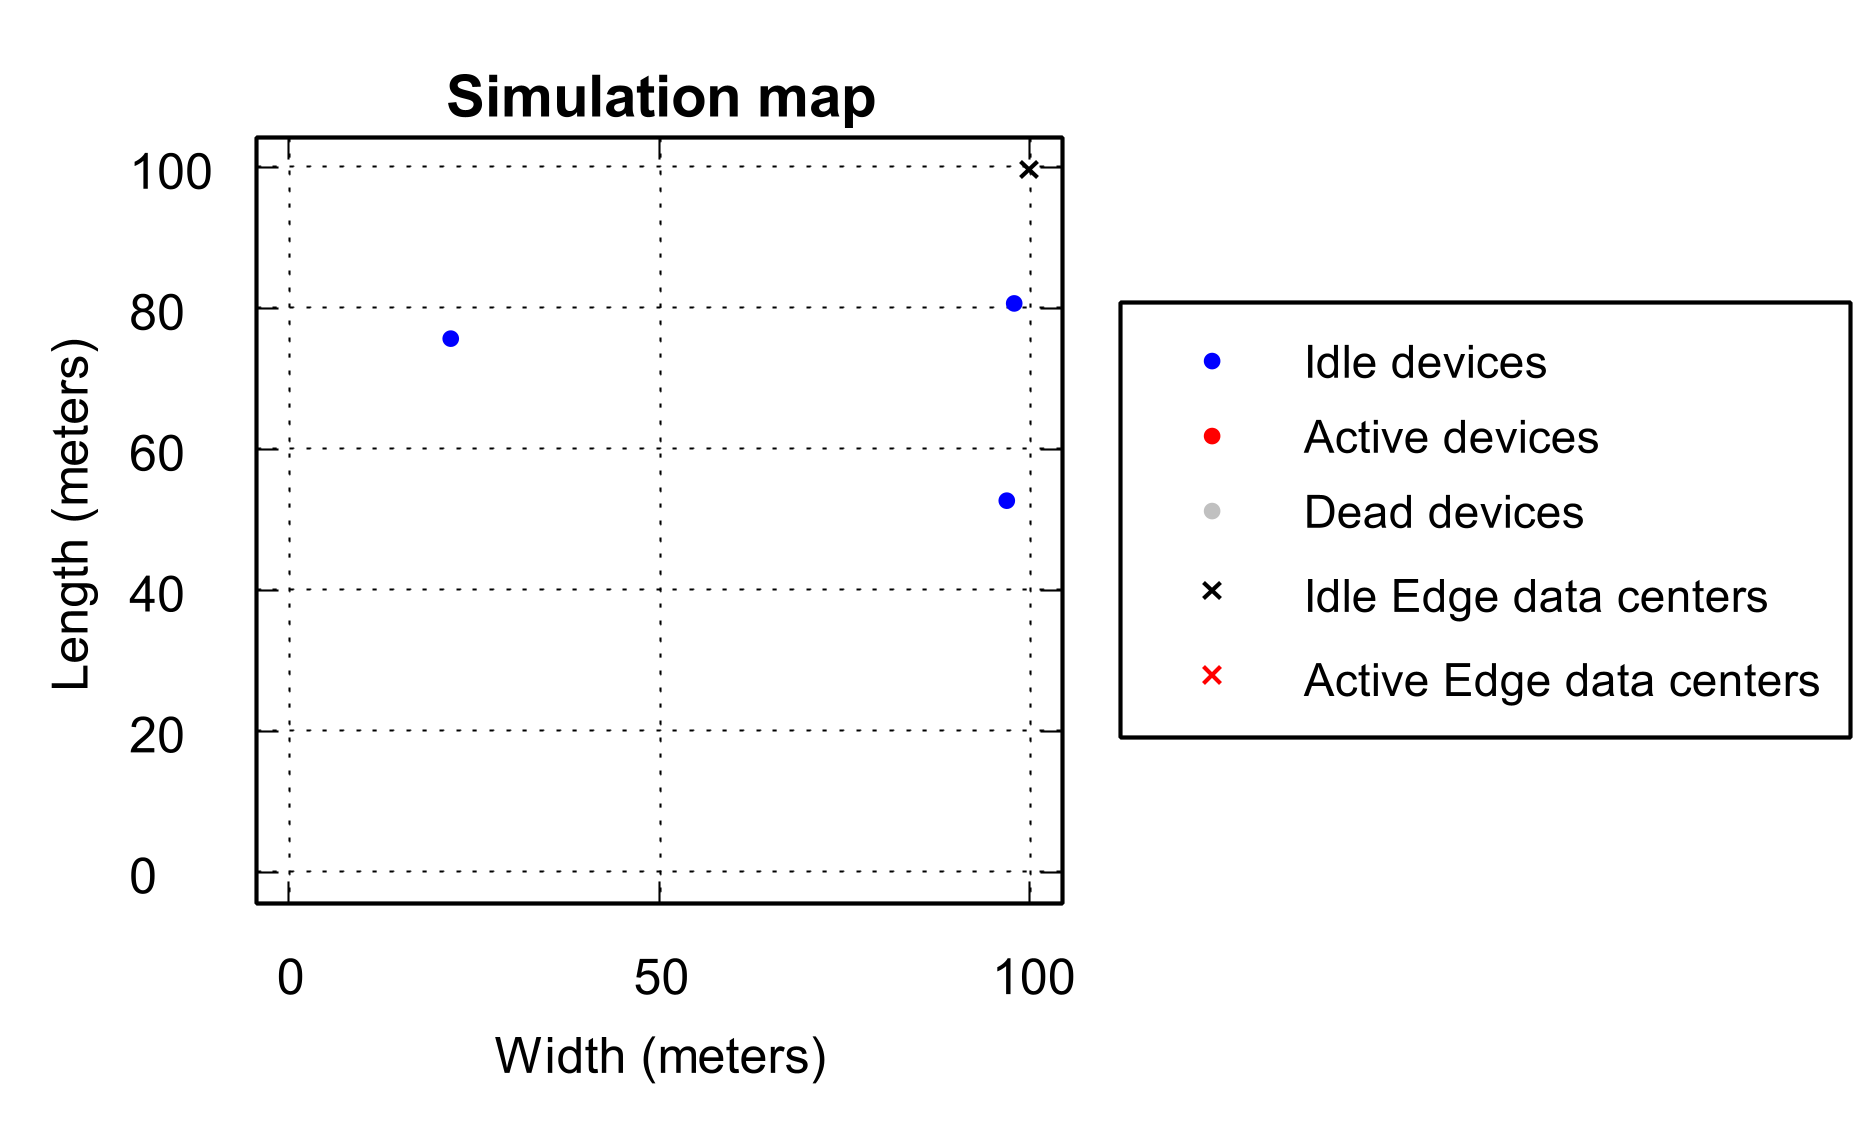 Simulation map
100
80
60
40
20
0
Length (meters)
0 50 100
Width (meters)
Idle devices
Active devices
Dead devices
Idle Edge data centers
Active Edge data centers